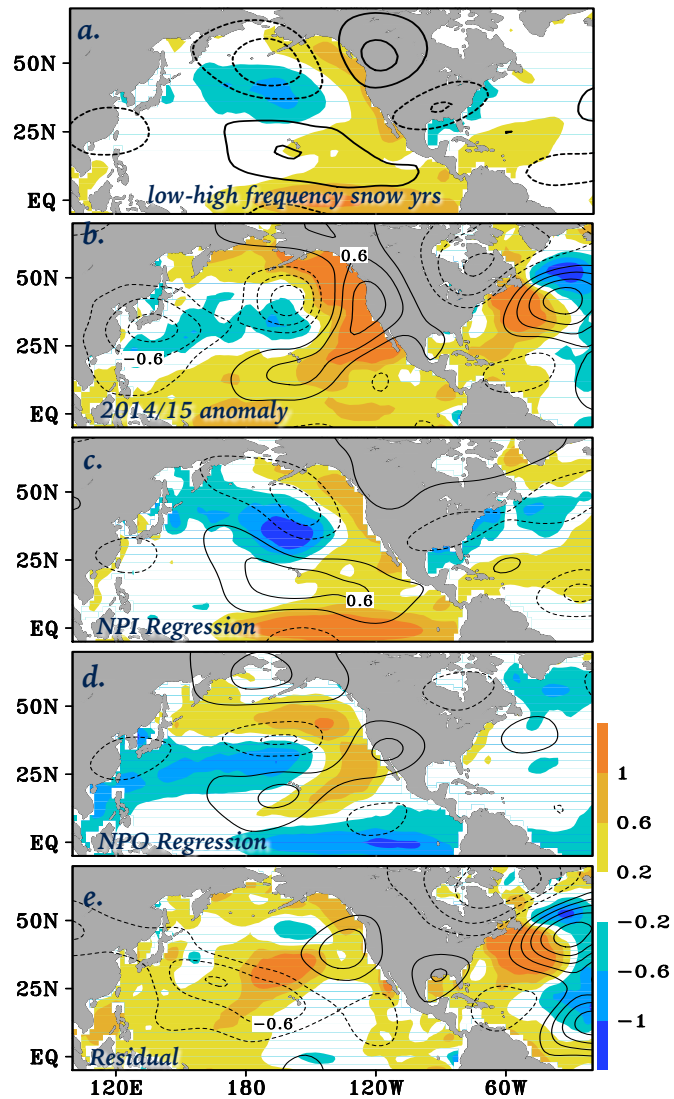 a.
50N
25N
EQ
low-high frequency snow yrs
b.
0.6
50N
25N
-0.6
EQ
2014/15 anomaly
c.
50N
25N
0.6
EQ
NPI Regression
d.
50N
25N
EQ
NPO Regression
1
0.6
0.2
-0.2
-0.6
-1
e.
50N
25N
-0.6
EQ
Residual
120E 180 120W 60W